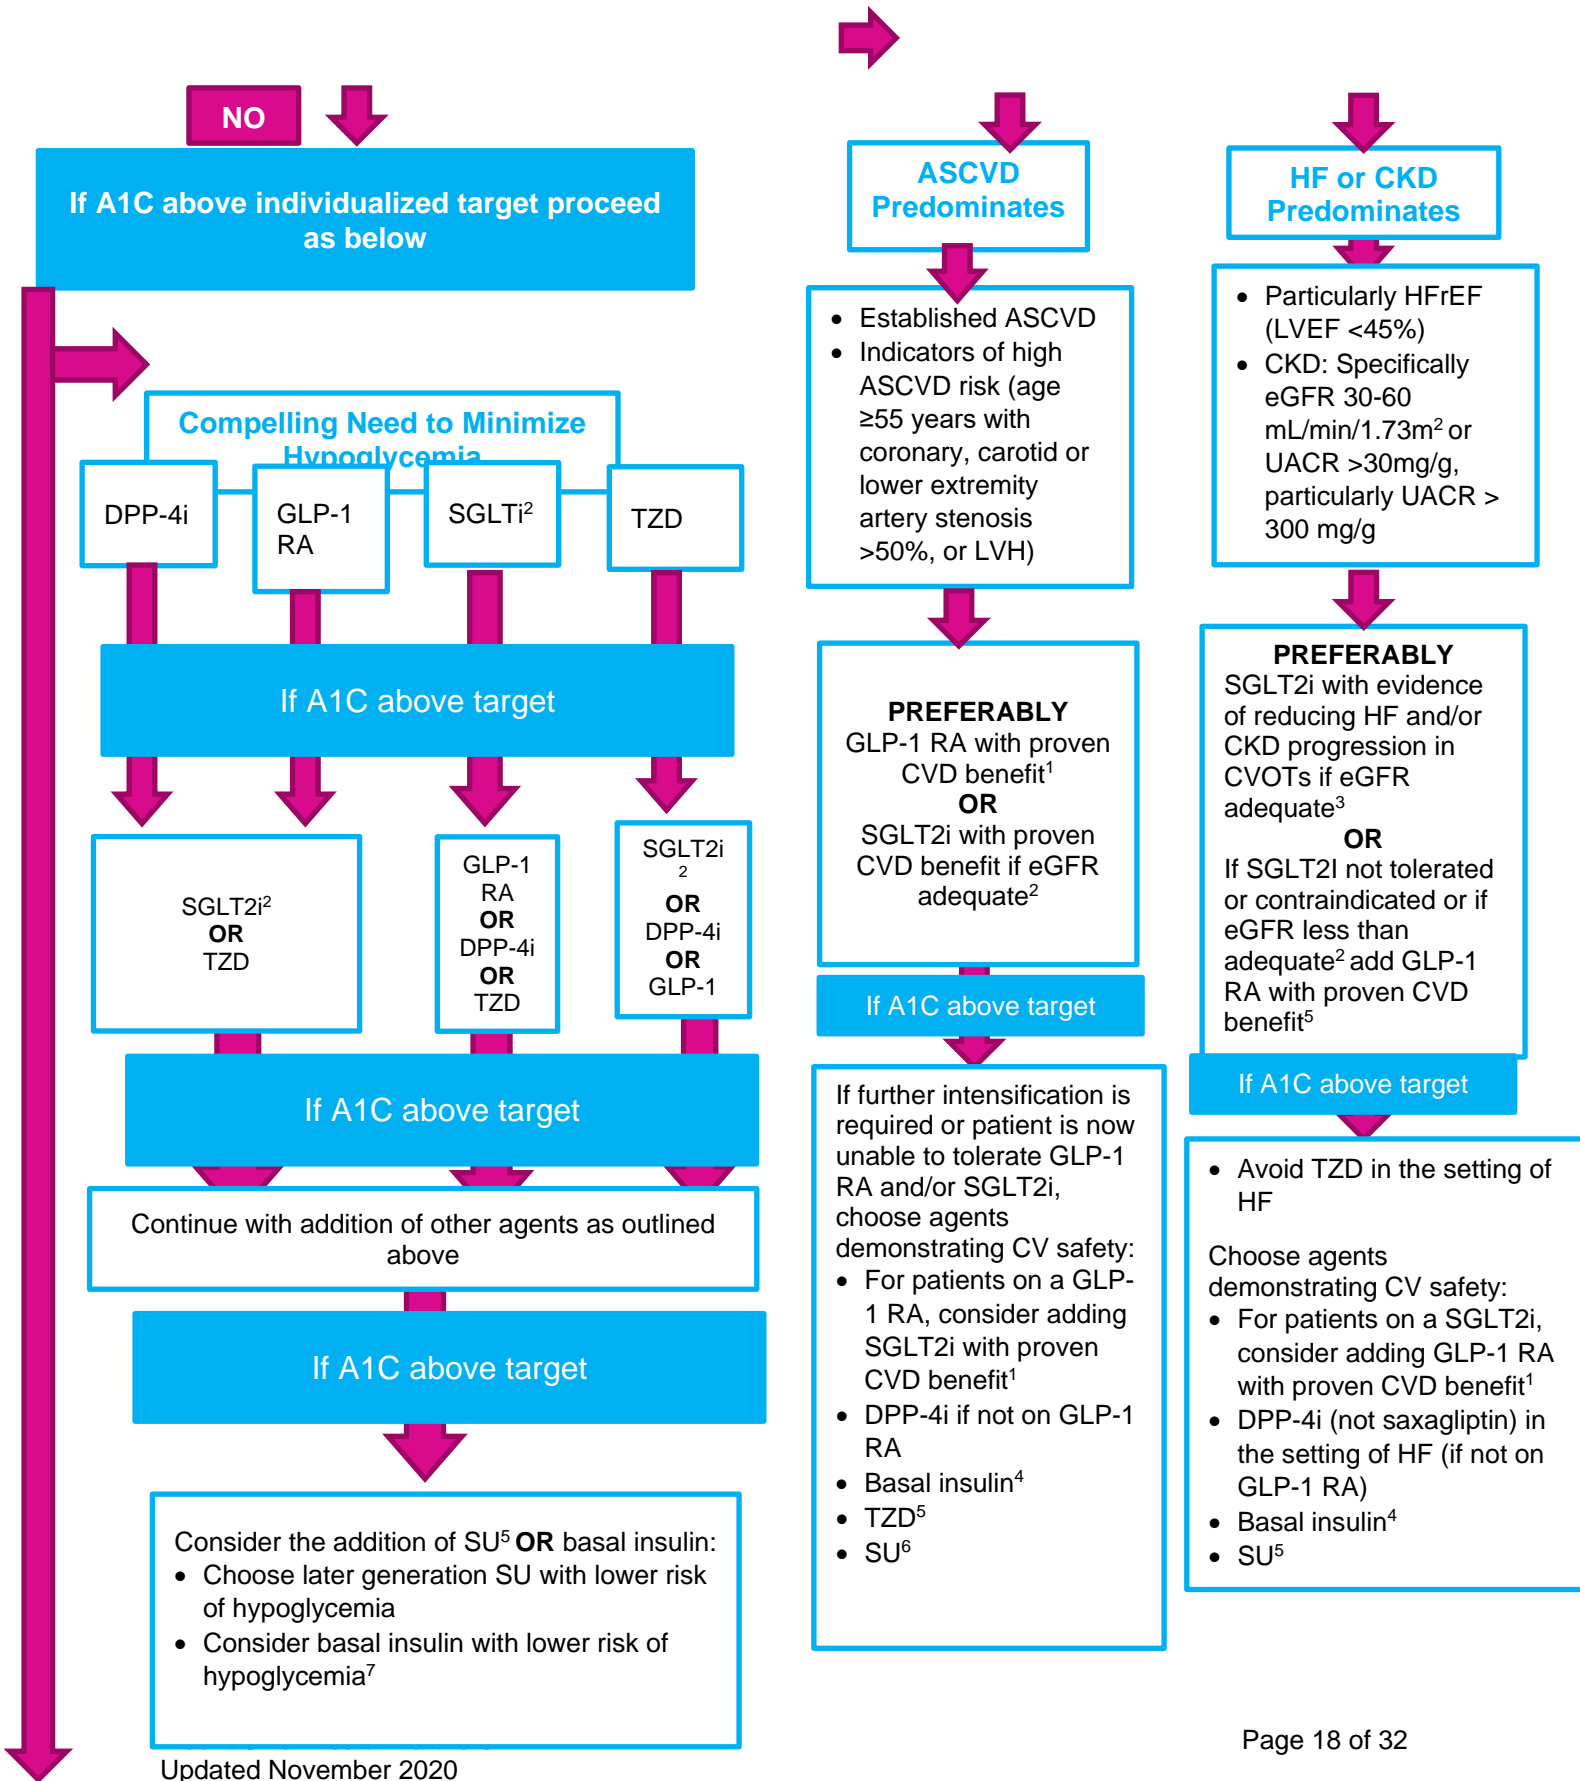 NO
If A1C above individualized target proceed
as below
Compelling Need to Minimize
Hypoglycemia
DPP-4i
GLP-1
RA
SGLTi²
TZD
If A1C above target
SGLT2i²
OR
TZD
GLP-1
RA
OR
DPP-4i
OR
TZD
SGLT2i
2
OR
DPP-4i
OR
GLP-1
If A1C above target
Continue with addition of other agents as outlined
above
If A1C above target
Consider the addition of SU⁵ OR basal insulin:
• Choose later generation SU with lower risk
of hypoglycemia
• Consider basal insulin with lower risk of
hypoglycemia⁷
ASCVD
Predominates
• Established ASCVD
• Indicators of high
ASCVD risk (age
≥55 years with
coronary, carotid or
lower extremity
artery stenosis
>50%, or LVH)
PREFERABLY
GLP-1 RA with proven
CVD benefit¹
OR
SGLT2i with proven
CVD benefit if eGFR
adequate²
If A1C above target
If further intensification is
required or patient is now
unable to tolerate GLP-1
RA and/or SGLT2i,
choose agents
demonstrating CV safety:
• For patients on a GLP-
1 RA, consider adding
SGLT2i with proven
CVD benefit¹
• DPP-4i if not on GLP-1
RA
• Basal insulin⁴
• TZD⁵
• SU⁶
HF or CKD
Predominates
• Particularly HFrEF
(LVEF <45%)
• CKD: Specifically
eGFR 30-60
mL/min/1.73m² or
UACR >30mg/g,
particularly UACR >
300 mg/g
PREFERABLY
SGLT2i with evidence
of reducing HF and/or
CKD progression in
CVOTs if eGFR
adequate³
OR
If SGLT2I not tolerated
or contraindicated or if
eGFR less than
adequate² add GLP-1
RA with proven CVD
benefit⁵
If A1C above target
• Avoid TZD in the setting of
HF
Choose agents
demonstrating CV safety:
• For patients on a SGLT2i,
consider adding GLP-1 RA
with proven CVD benefit¹
• DPP-4i (not saxagliptin) in
the setting of HF (if not on
GLP-1 RA)
• Basal insulin⁴
• SU⁵
Page 18 of 32
Updated November 2020